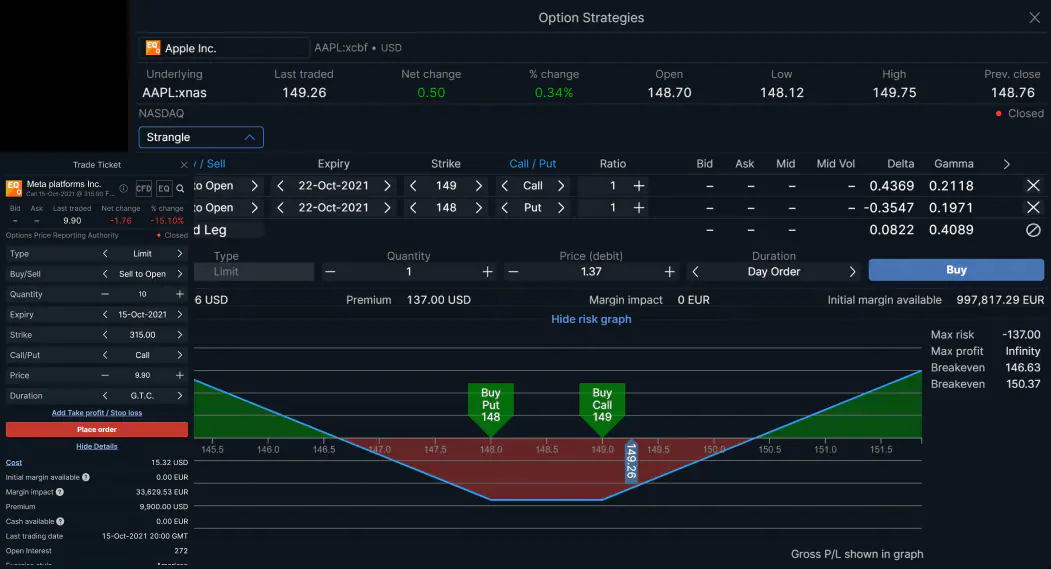 Option Strategies
EQ Apple Inc. AAPL:xcbf • USD
Underlying Last traded Net change % change Open Low High Prev. close
AAPL:xnas 149.26 0.50 0.34% 148.70 148.12 149.75 148.76
NASDAQ Closed
Strangle
/ Sell Expiry Strike Call / Put Ratio Bid Ask Mid Mid Vol Delta Gamma
to Open 22-Oct-2021 149 Call 1 + – – – – 0.4369 0.2118
to Open 22-Oct-2021 148 Put 1 + – – – – -0.3547 0.1971
d Leg – – – 0.0822 0.4089
Type Quantity Price (debit) Duration
Limit – 1 + – 1.37 + Day Order Buy
6 USD Premium 137.00 USD Margin impact 0 EUR Initial margin available 997,817.29 EUR
Hide risk graph
Max risk -137.00
Max profit Infinity
Breakeven 146.63
Breakeven 150.37
Buy Put 148
Buy Call 149
145.5 146.0 146.5 147.0 147.5 148.0 148.5 149.0 149.5 150.0 150.5 151.0 151.5
149.26
Gross P/L shown in graph
Trade Ticket
EQ Meta platforms Inc. CFD EQ
Call 15-Oct-2021 @ 315.00 F...
Bid Ask Last traded Net change % change
– – 9.90 -1.76 -15.10%
Options Price Reporting Authority Closed
Type Limit
Buy/Sell Sell to Open
Quantity – 10 +
Expiry 15-Oct-2021
Strike 315.00
Call/Put Call
Price – 9.90 +
Duration G.T.C.
Add Take profit / Stop loss
Place order
Hide Details
Cost 15.32 USD
Initial margin available ? 0.00 EUR
Margin impact ? 33,629.53 EUR
Premium 9,900.00 USD
Cash available ? 0.00 EUR
Last trading date 15-Oct-2021 20:00 GMT
Open Interest 272